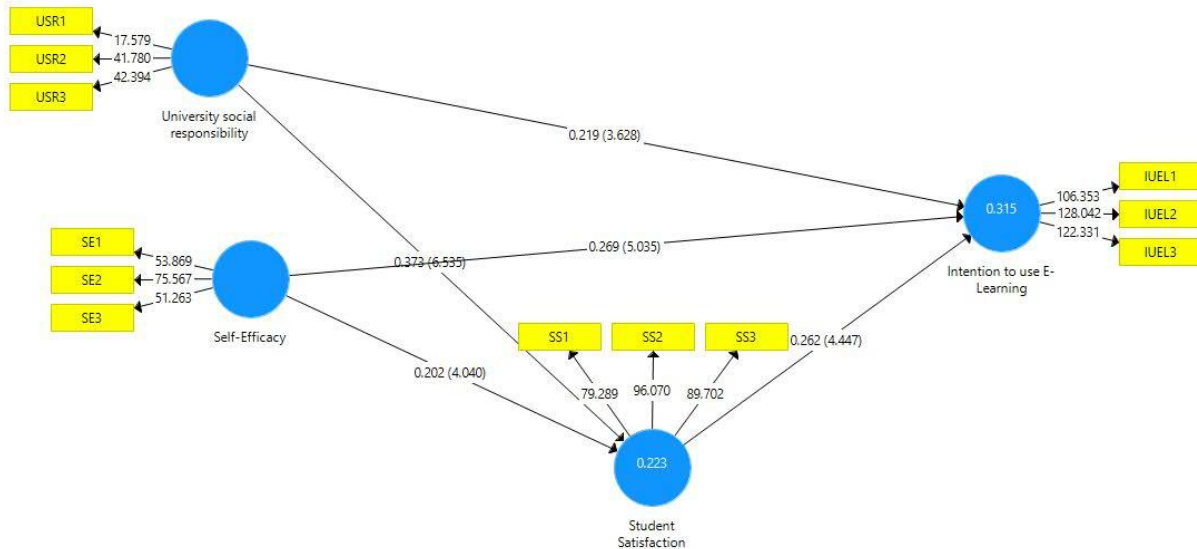 USR1
17.579
USR2
41.780
USR3
42.394
University social
responsibility
0.219 (3.628)
IUEL1
106.353
0.315
128.042
IUEL2
122.331
IUEL3
Intention to use E-
Learning
SE1
53.869
SE2
75.567
SE3
51.263
Self-Efficacy
0.269 (5.035)
0.373 (6.535)
0.202 (4.040)
SS1
SS2
SS3
0.262 (4.447)
79.289
96.070
89.702
0.223
Student
Satisfaction